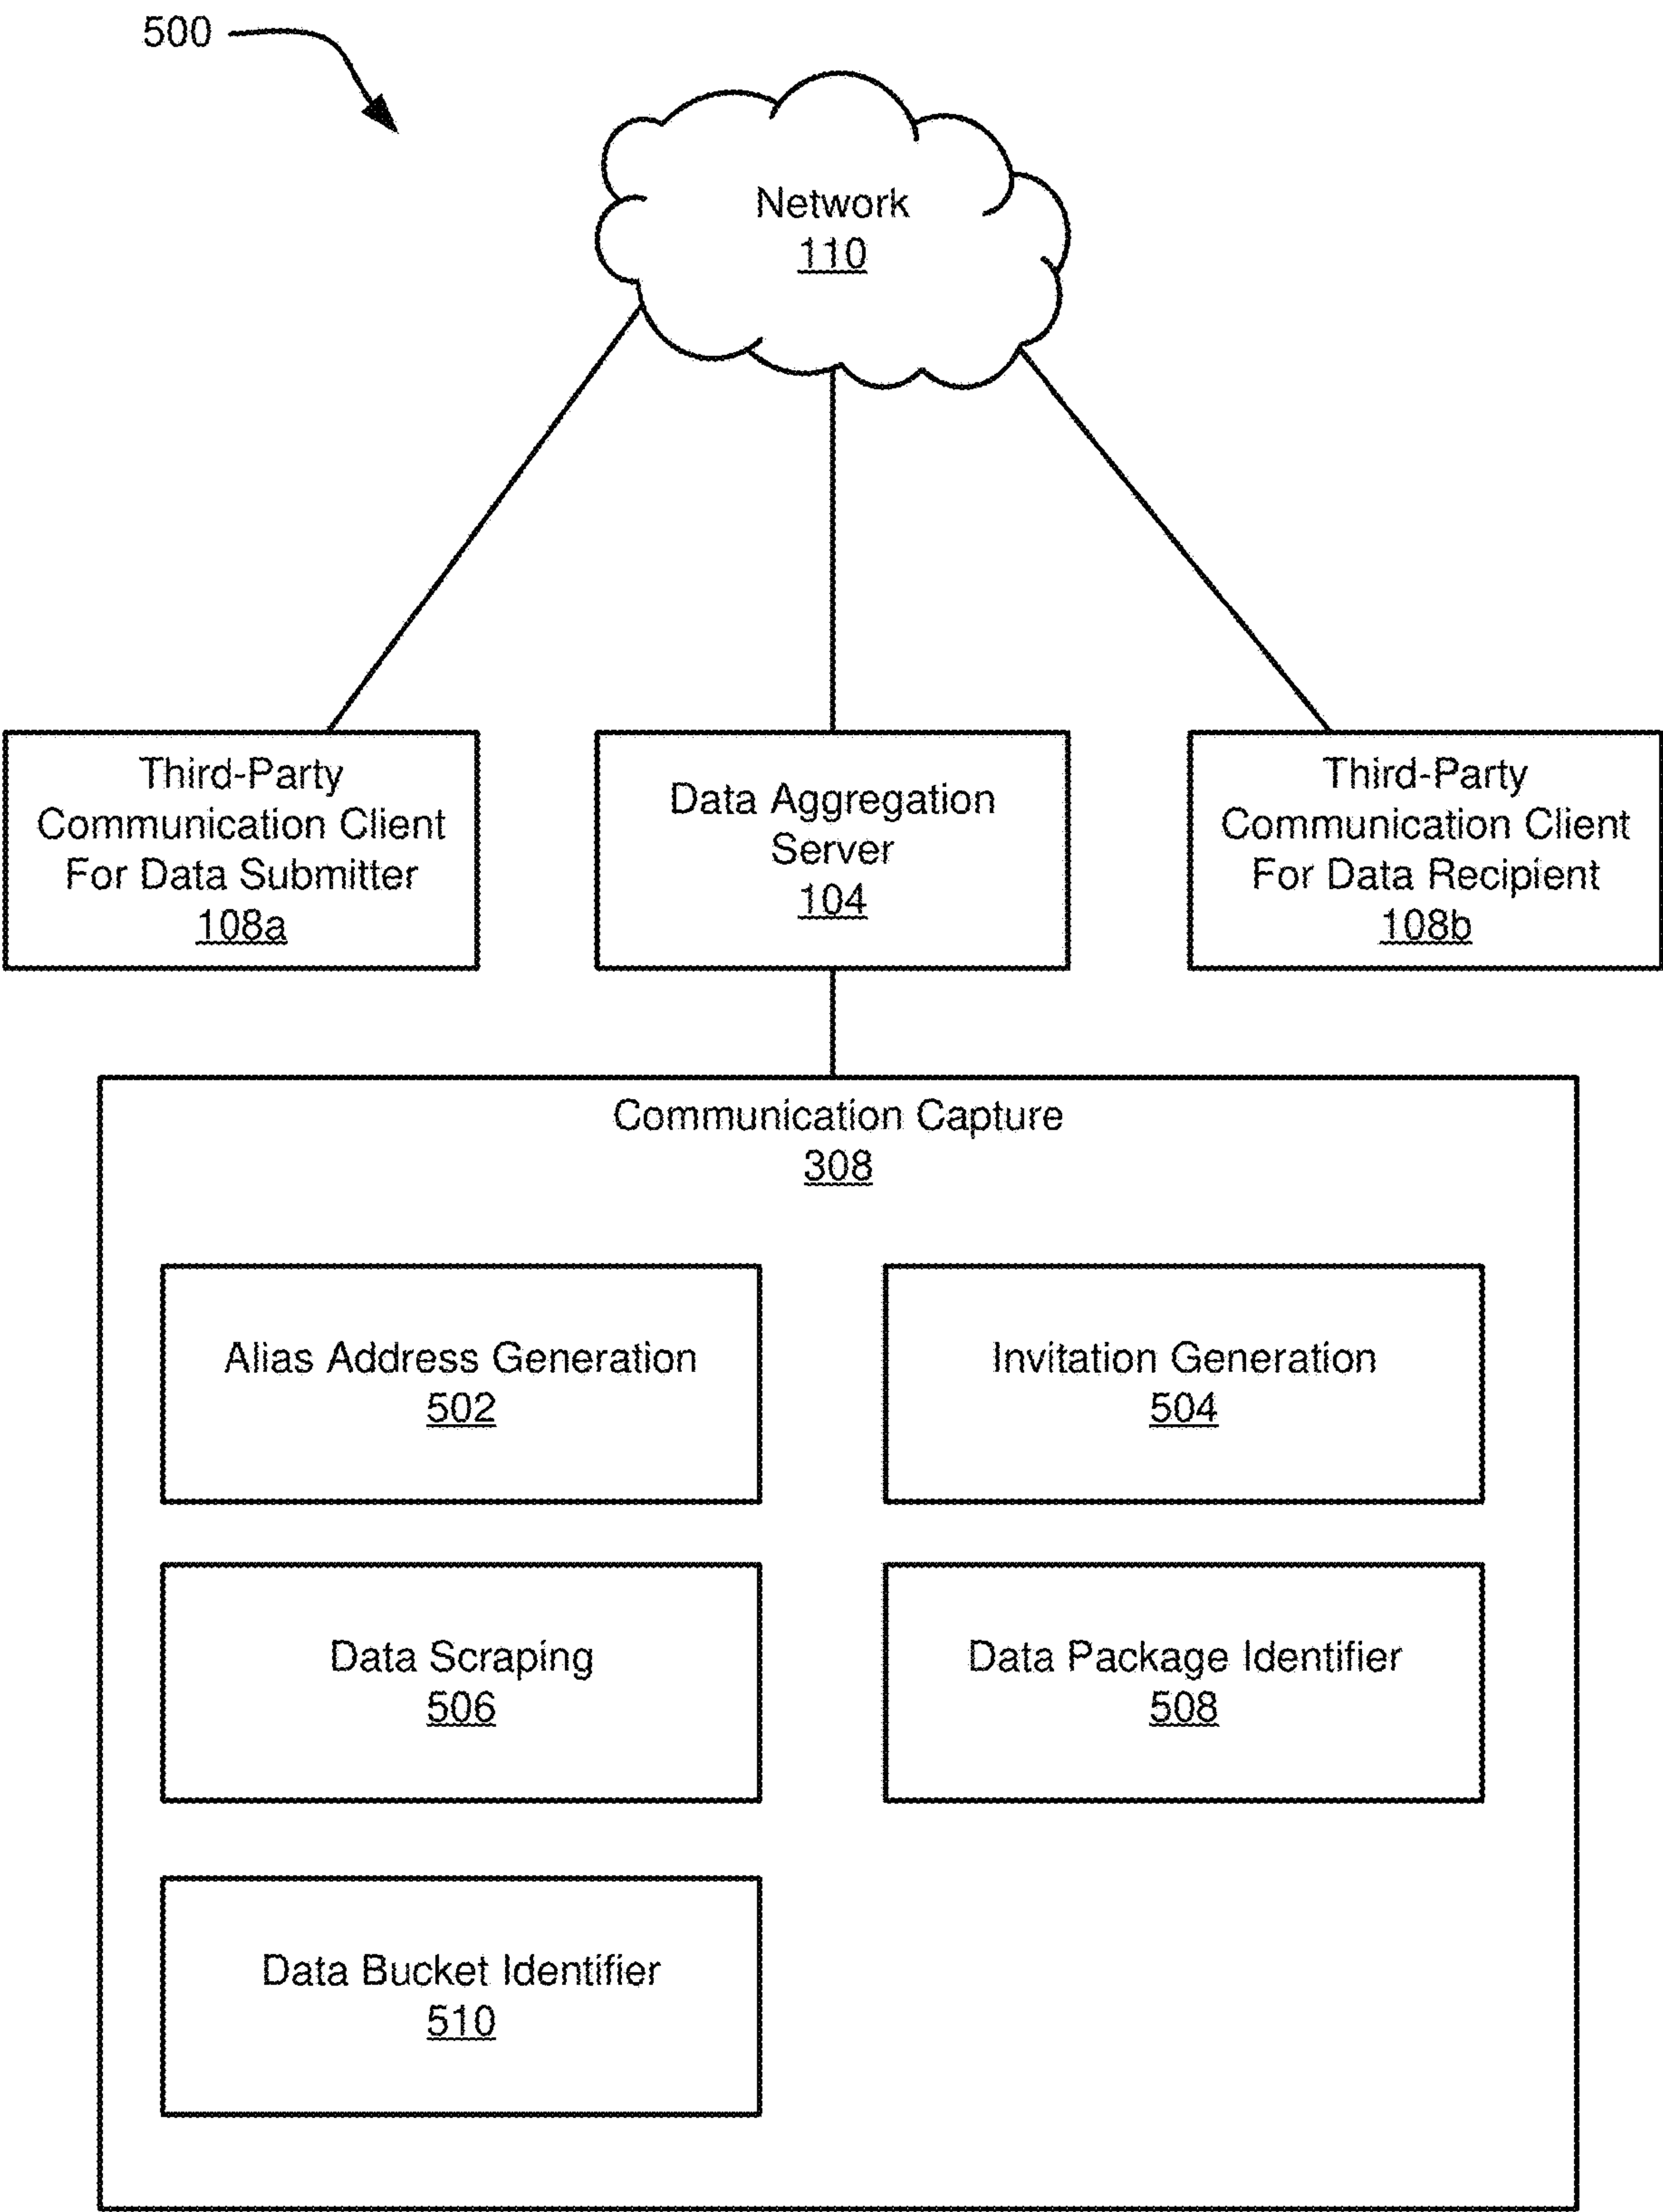 500
Network
110
Third-Party
Communication Client
For Data Submitter
108a
Data Aggregation
Server
104
Third-Party
Communication Client
For Data Recipient
108b
Communication Capture
308
Alias Address Generation
502
Invitation Generation
504
Data Scraping
506
Data Package Identifier
508
Data Bucket Identifier
510